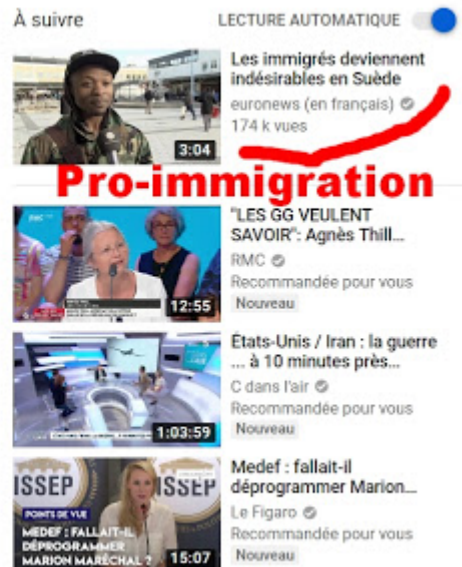 À suivre
LECTURE AUTOMATIQUE
Les immigrés deviennent
indésirables en Suède
euronews (en français)
174 k vues
3:04
Pro-immigration
"LES GG VEULENT
SAVOIR": Agnès Thill...
RMC
Recommandée pour vous
Nouveau
RMC
12:55
États-Unis / Iran : la guerre
... à 10 minutes près...
C dans l'air
Recommandée pour vous
Nouveau
1:03:59
Medef : fallait-il
déprogrammer Marion...
Le Figaro
Recommandée pour vous
Nouveau
ISSEP
ISSEP
POINTS DE VUE
MEDEF : FALLAIT-IL
DÉPROGRAMMER
MARION MARÉCHAL ?
15:07